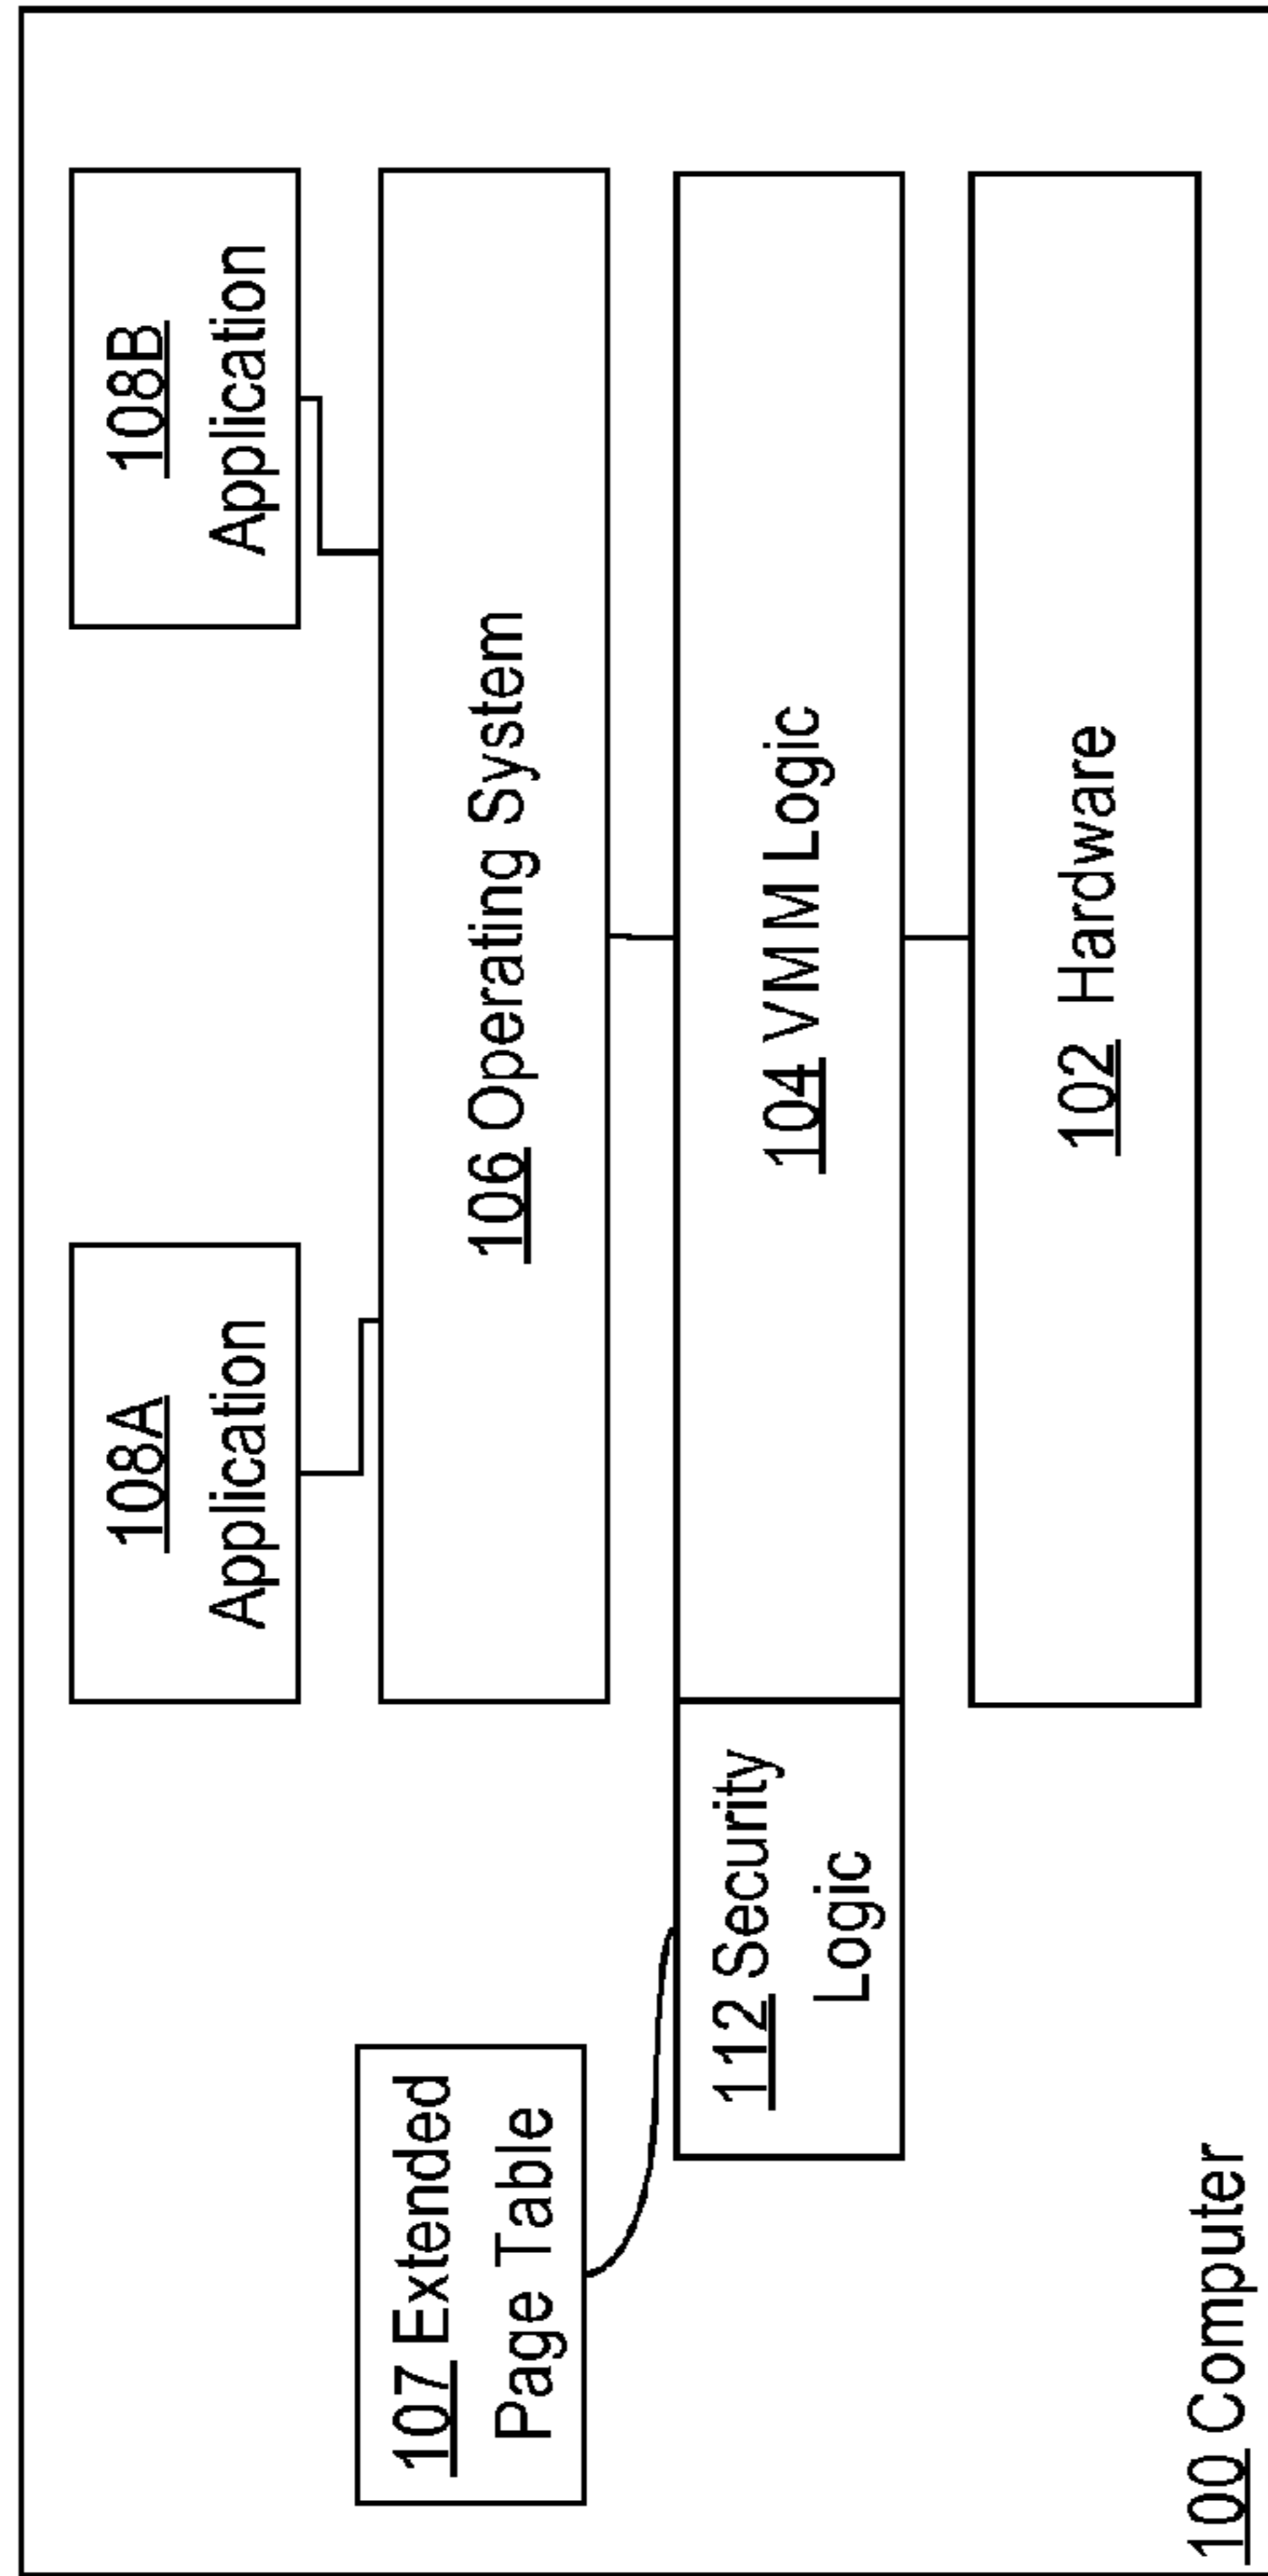 108A
Application
108B
Application
107 Extended
Page Table
106 Operating System
112 Security
Logic
104 VMM Logic
102 Hardware
100 Computer